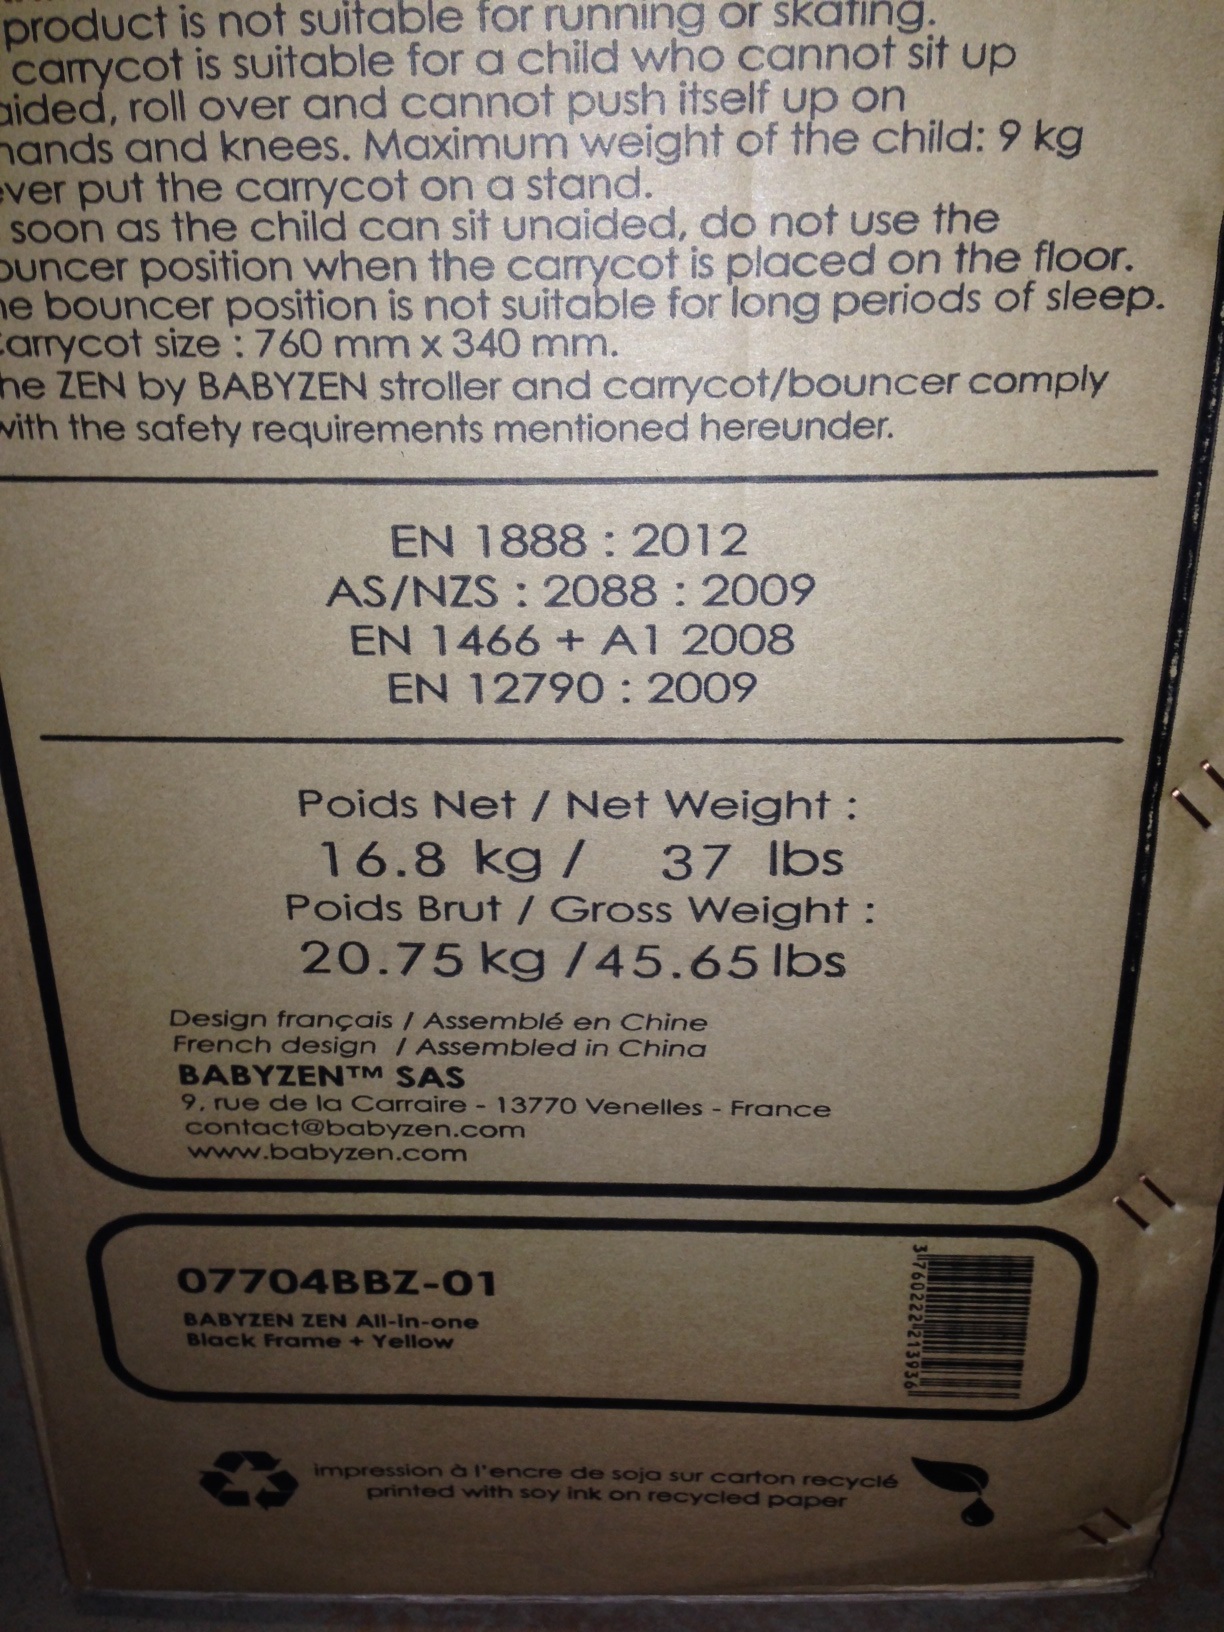 product is not suitable for running or skating.
carrycot is suitable for a child who cannot sit up
aided, roll over and cannot push itself up on
hands and knees. Maximum weight of the child: 9 kg
ever put the carrycot on a stand.
soon as the child can sit unaided, do not use the
ouncer position when the carrycot is placed on the floor.
he bouncer position is not suitable for long periods of sleep.
Carrycot size : 760 mm x 340 mm.
he ZEN by BABYZEN stroller and carrycot/bouncer comply
with the safety requirements mentioned hereunder.
EN 1888 : 2012
AS/NZS : 2088 : 2009
EN 1466 + A1 2008
EN 12790 : 2009
Poids Net / Net Weight :
16.8 kg / 37 lbs
Poids Brut / Gross Weight :
20.75 kg / 45.65 lbs
Design français / Assemblé en Chine
French design / Assembled in China
BABYZEN™ SAS
9, rue de la Carraire - 13770 Venelles - France
contact@babyzen.com
www.babyzen.com
07704BBZ-01
BABYZEN ZEN All-in-one
Black Frame + Yellow
3760222213936
impression à l'encre de soja sur carton recyclé
printed with soy ink on recycled paper